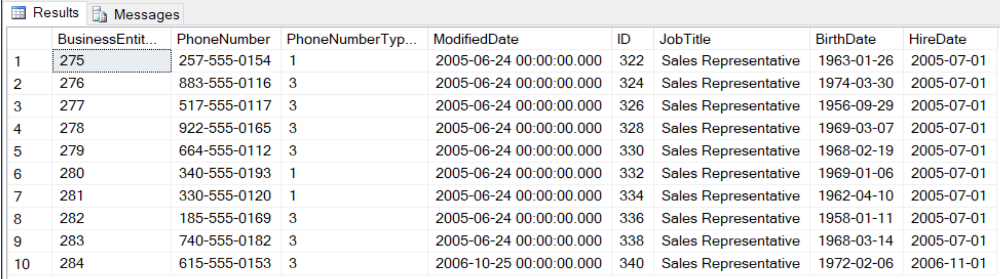 Results Messages
BusinessEntit... PhoneNumber PhoneNumberTyp... ModifiedDate ID JobTitle BirthDate HireDate
1 275 257-555-0154 1 2005-06-24 00:00:00.000 322 Sales Representative 1963-01-26 2005-07-01
2 276 883-555-0116 3 2005-06-24 00:00:00.000 324 Sales Representative 1974-03-30 2005-07-01
3 277 517-555-0117 3 2005-06-24 00:00:00.000 326 Sales Representative 1956-09-29 2005-07-01
4 278 922-555-0165 3 2005-06-24 00:00:00.000 328 Sales Representative 1969-03-07 2005-07-01
5 279 664-555-0112 3 2005-06-24 00:00:00.000 330 Sales Representative 1968-02-19 2005-07-01
6 280 340-555-0193 1 2005-06-24 00:00:00.000 332 Sales Representative 1969-01-06 2005-07-01
7 281 330-555-0120 1 2005-06-24 00:00:00.000 334 Sales Representative 1962-04-10 2005-07-01
8 282 185-555-0169 3 2005-06-24 00:00:00.000 336 Sales Representative 1958-01-11 2005-07-01
9 283 740-555-0182 3 2005-06-24 00:00:00.000 338 Sales Representative 1968-03-14 2005-07-01
10 284 615-555-0153 3 2006-10-25 00:00:00.000 340 Sales Representative 1972-02-06 2006-11-01